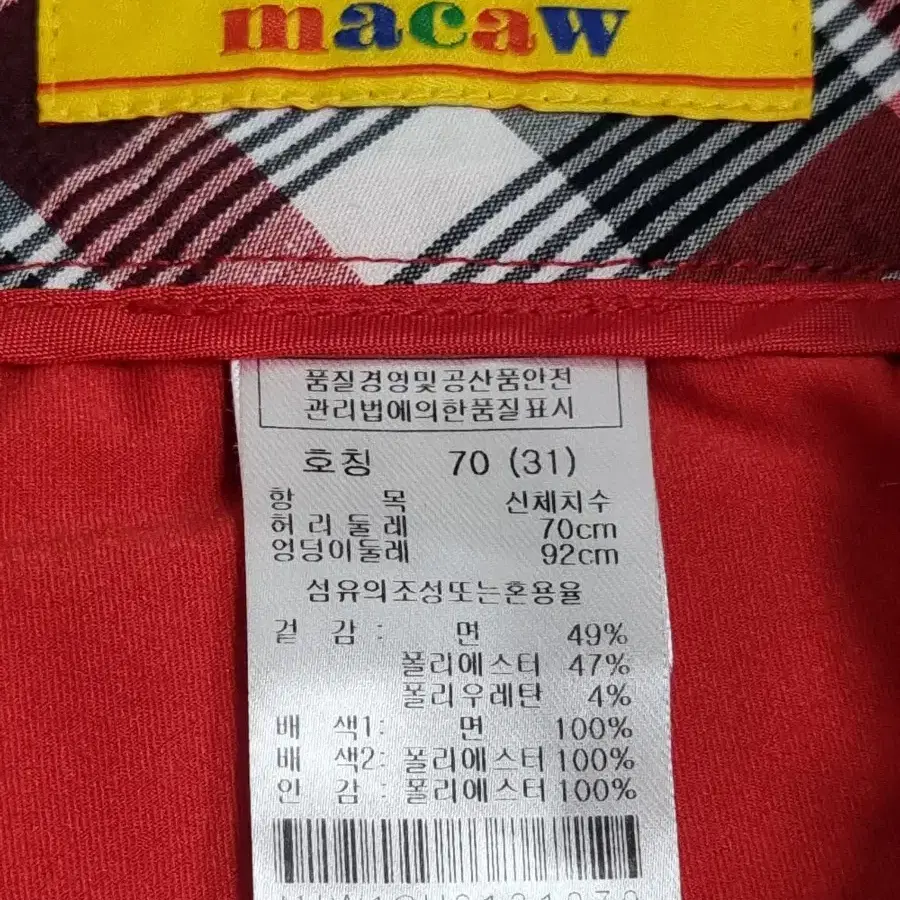 macaw
품질경영및공산품안전
관리법에의한품질표시
호칭 70 (31)
항 목 신체치수
허리둘레 70cm
엉덩이둘레 92cm
섬유의조성또는혼용율
겉 감 : 면 49%
폴리에스터 47%
폴리우레탄 4%
배 색1: 면 100%
배 색2: 폴리에스터 100%
안 감 : 폴리에스터 100%